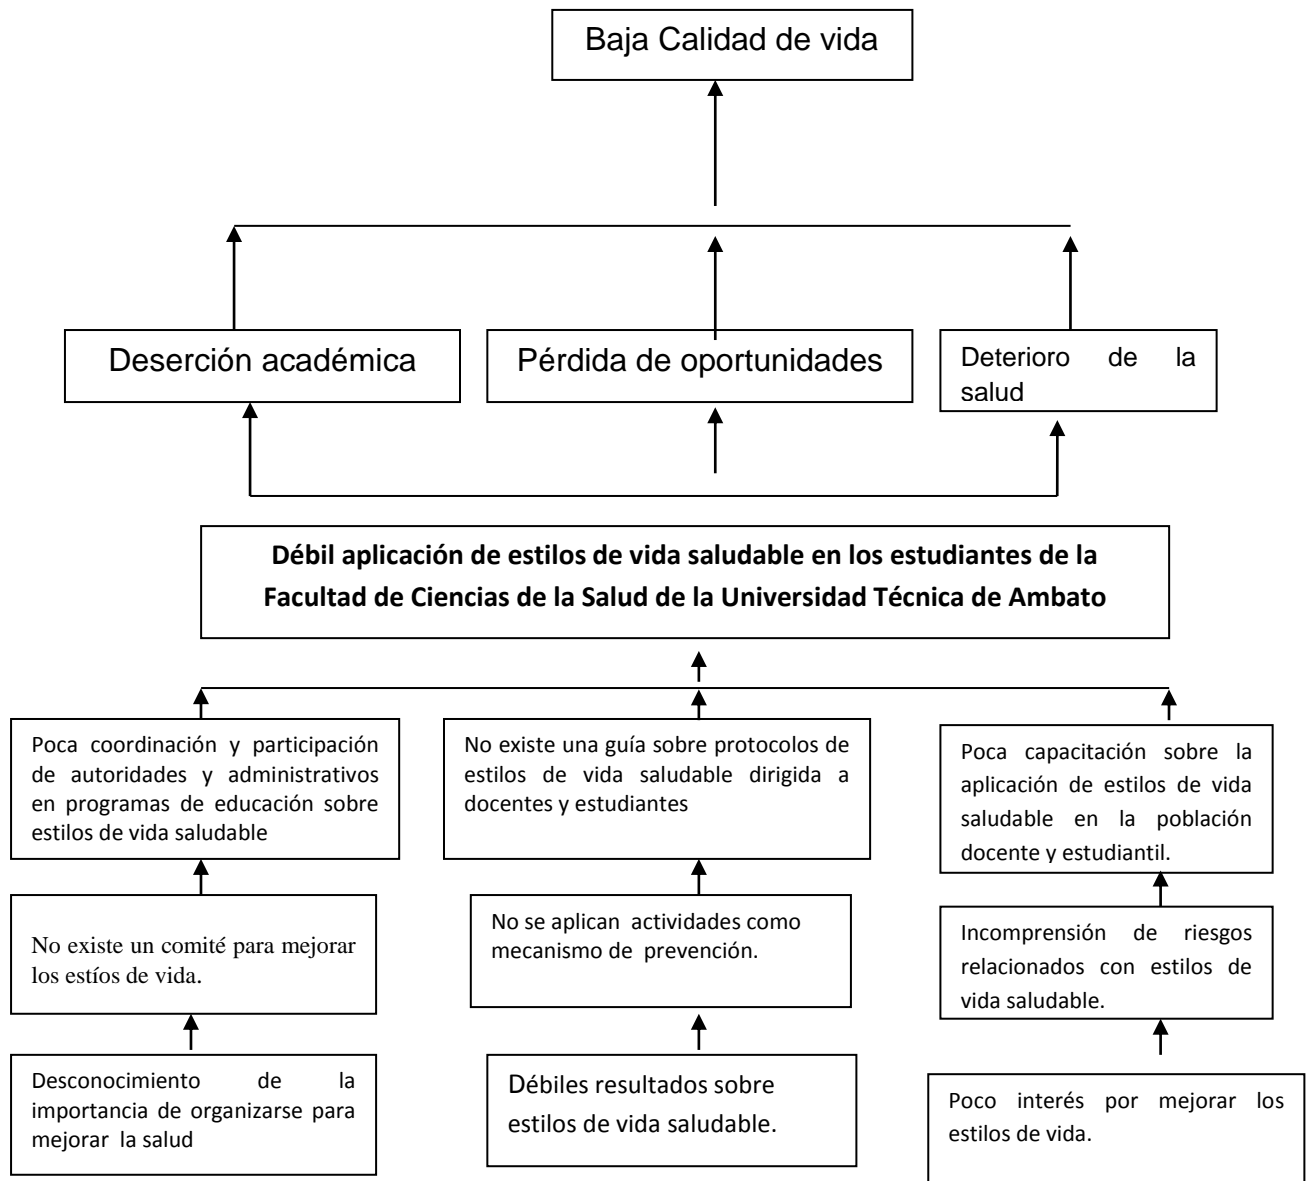 Baja Calidad de vida
Deserción académica
Pérdida de oportunidades
Deterioro de la
salud
Débil aplicación de estilos de vida saludable en los estudiantes de la
Facultad de Ciencias de la Salud de la Universidad Técnica de Ambato
Poca coordinación y participación
de autoridades y administrativos
en programas de educación sobre
estilos de vida saludable
No existe una guía sobre protocolos de
estilos de vida saludable dirigida a
docentes y estudiantes
Poca capacitación sobre la
aplicación de estilos de vida
saludable en la población
docente y estudiantil.
No existe un comité para mejorar
los estíos de vida.
No se aplican actividades como
mecanismo de prevención.
Incomprensión de riesgos
relacionados con estilos de
vida saludable.
Desconocimiento de la
importancia de organizarse para
mejorar la salud
Débiles resultados sobre
estilos de vida saludable.
Poco interés por mejorar los
estilos de vida.